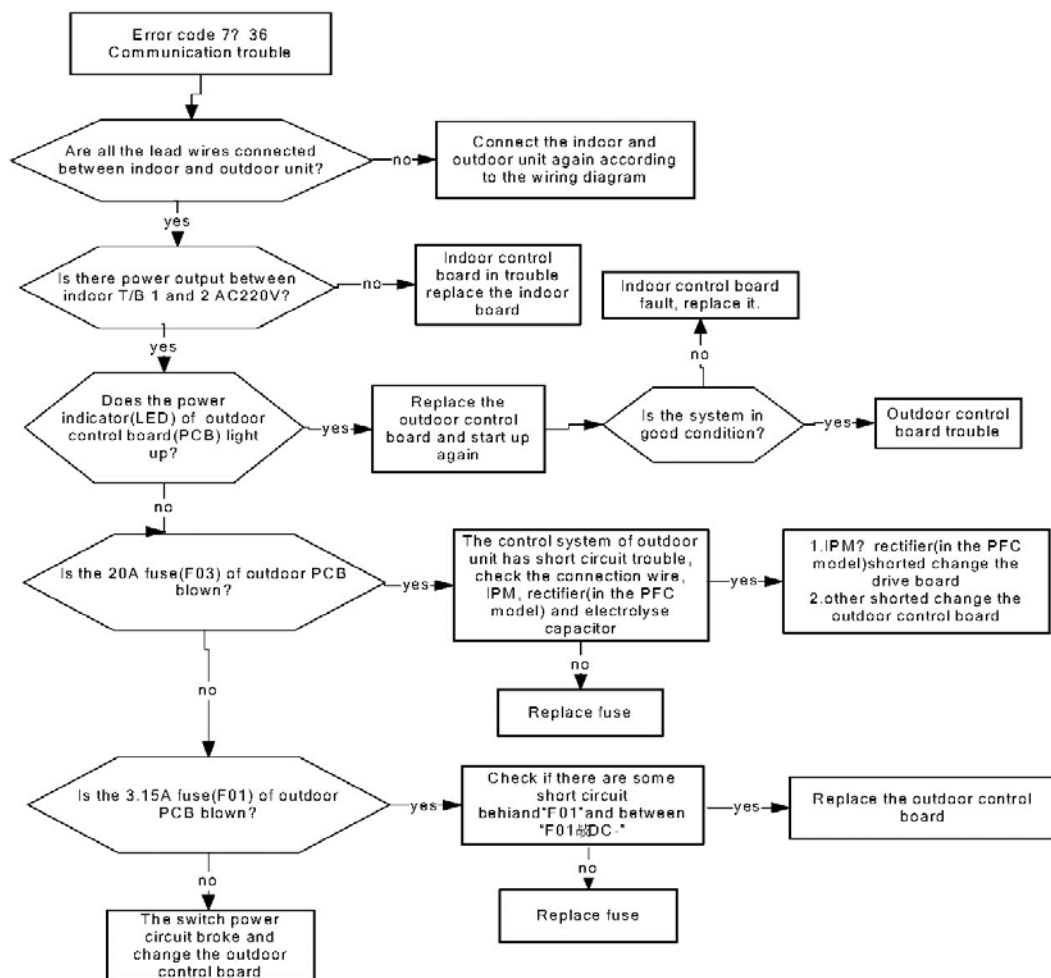 Error code 7? 36
Communication trouble
Are all the lead wires connected
between indoor and outdoor unit?
no
Connect the indoor and
outdoor unit again according
to the wiring diagram
yes
Is there power output between
indoor T/B 1 and 2 AC220V?
no
Indoor control
board in trouble
replace the indoor
board
Indoor control board
fault, replace it.
no
yes
Does the power
indicator(LED) of outdoor
control board(PCB) light
up?
yes
Replace the
outdoor control
board and start up
again
Is the system in
good condition?
yes
Outdoor control
board trouble
no
Is the 20A fuse(F03) of outdoor PCB
blown?
yes
The control system of outdoor
unit has short circuit trouble,
check the connection wire,
IPM, rectifier(in the PFC
model) and electrolyse
capacitor
yes
1.IPM? rectifier(in the PFC
model)shorted change the
drive board
2.other shorted change the
outdoor control board
no
Replace fuse
no
Is the 3.15A fuse(F01) of outdoor
PCB blown?
yes
Check if there are some
short circuit
behiand"F01"and between
"F01 DC-"
yes
Replace the outdoor control
board
no
Replace fuse
no
The switch power
circuit broke and
change the outdoor
control board